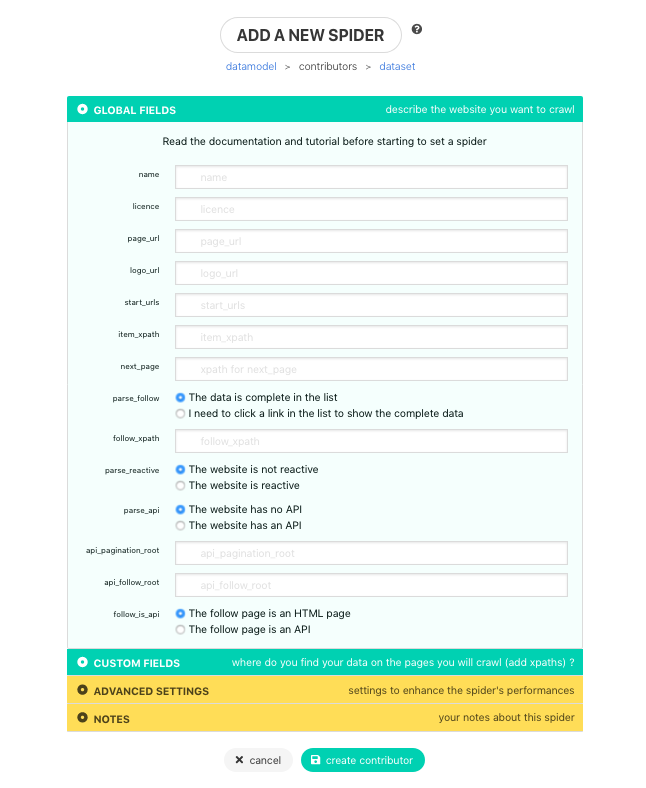 ADD A NEW SPIDER
datamodel > contributors > dataset
GLOBAL FIELDS describe the website you want to crawl
Read the documentation and tutorial before starting to set a spider
name name
licence licence
page_url page_url
logo_url logo_url
start_urls start_urls
item_xpath item_xpath
next_page xpath for next_page
parse_follow The data is complete in the list
I need to click a link in the list to show the complete data
follow_xpath follow_xpath
parse_reactive The website is not reactive
The website is reactive
parse_api The website has no API
The website has an API
api_pagination_root api_pagination_root
api_follow_root api_follow_root
follow_is_api The follow page is an HTML page
The follow page is an API
CUSTOM FIELDS where do you find your data on the pages you will crawl (add xpaths) ?
ADVANCED SETTINGS settings to enhance the spider's performances
NOTES your notes about this spider
cancel create contributor